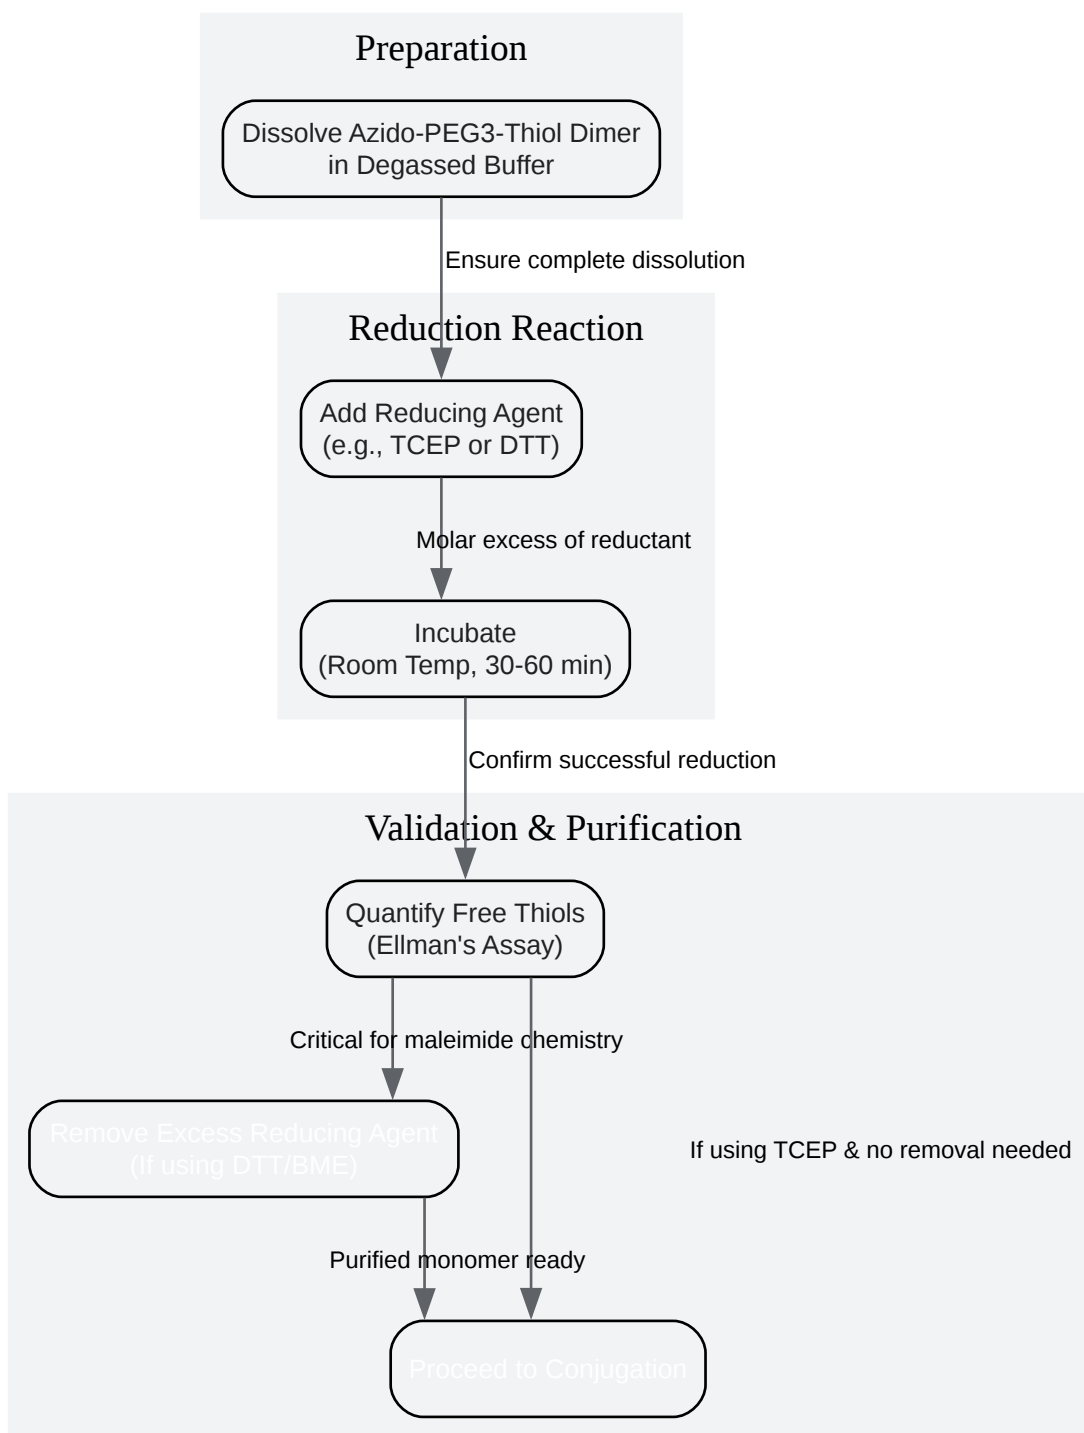 Preparation
Dissolve Azido-PEG3-Thiol Dimer
in Degassed Buffer
Ensure complete dissolution
Reduction Reaction
Add Reducing Agent
(e.g., TCEP or DTT)
Molar excess of reductant
Incubate
(Room Temp, 30-60 min)
Confirm successful reduction
Validation & Purification
Quantify Free Thiols
(Ellman's Assay)
Critical for maleimide chemistry
Remove Excess Reducing Agent
(If using DTT/BME)
If using TCEP & no removal needed
Purified monomer ready
Proceed to Conjugation